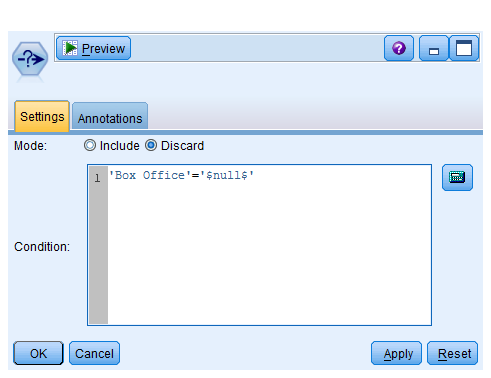 Preview
?
Settings Annotations
Mode: Include Discard
1 'Box Office'='$null$'
Condition:
OK Cancel Apply Reset